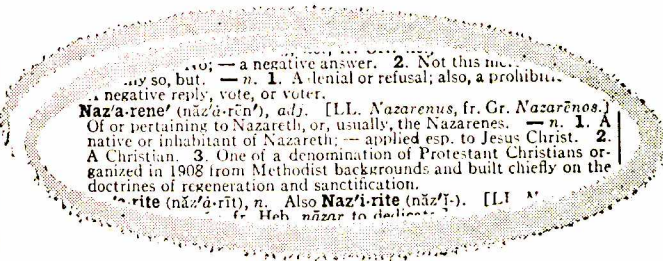 — a negative answer. 2. Not this
so, but. — n. 1. A denial or refusal; also, a
negative reply, vote, or voter.
Naz′a·rene′ (năz′ȧ·rēn′), adj. [LL. Nazarenus, fr. Gr. Nazarēnos.]
Of or pertaining to Nazareth, or, usually, the Nazarenes. — n. 1. A
native or inhabitant of Nazareth; — applied esp. to Jesus Christ. 2.
A Christian. 3. One of a denomination of Protestant Christians or-
ganized in 1908 from Methodist backgrounds and built chiefly on the
doctrines of regeneration and sanctification.
rite (năz′ȧ·rīt), n. Also Naz′i·rite (năz′ĭ-). [LL
fr. Heb. nāzar to dedicate